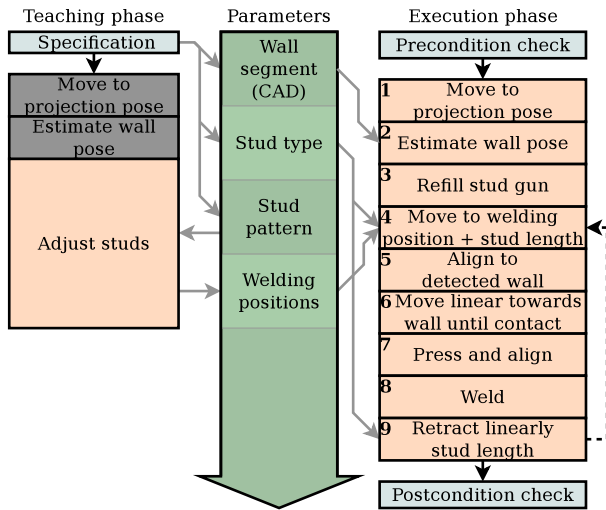 Teaching phase
Specification
Move to
projection pose
Estimate wall
pose
Adjust studs
Parameters
Wall
segment
(CAD)
Stud type
Stud
pattern
Welding
positions
Execution phase
Precondition check
1 Move to
projection pose
2 Estimate wall pose
3 Refill stud gun
4 Move to welding
position + stud length
5 Align to
detected wall
6 Move linear towards
wall until contact
7 Press and align
8 Weld
9 Retract linearly
stud length
Postcondition check